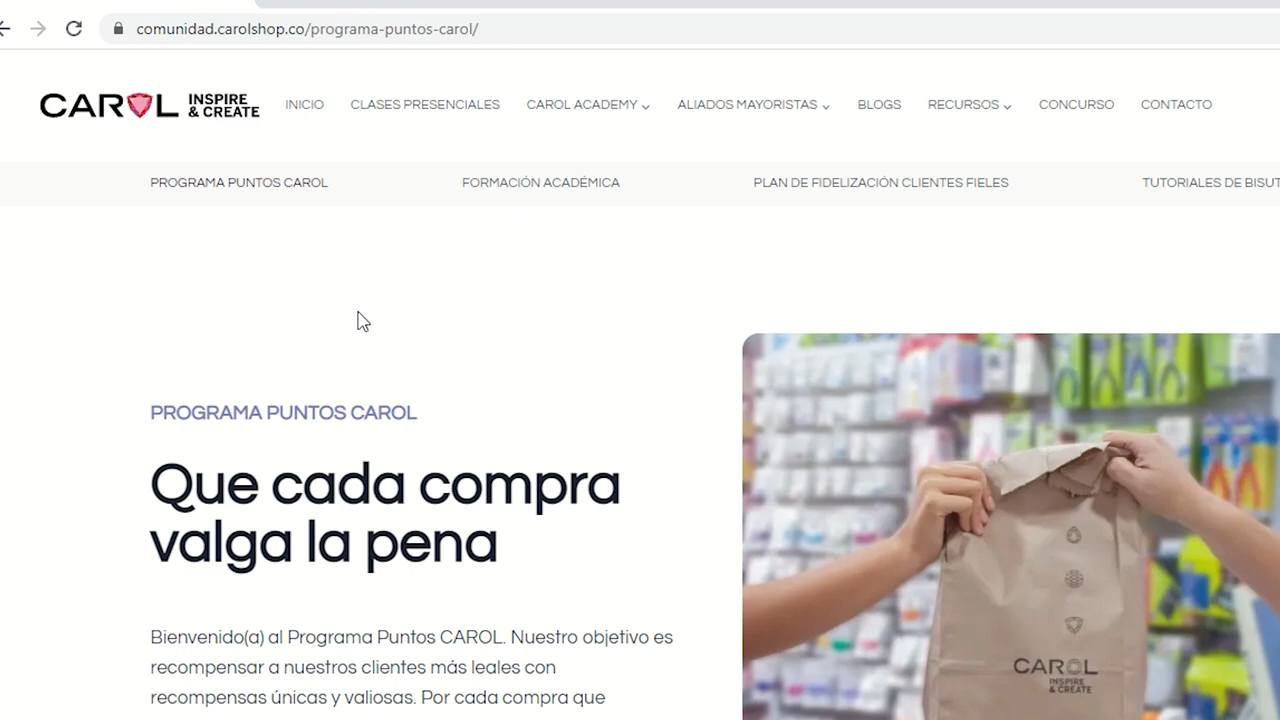 comunidad.carolshop.co/programa-puntos-carol/
CAROL INSPIRE & CREATE
INICIO CLASES PRESENCIALES CAROL ACADEMY ALIADOS MAYORISTAS BLOGS RECURSOS CONCURSO CONTACTO
PROGRAMA PUNTOS CAROL FORMACIÓN ACADÉMICA PLAN DE FIDELIZACIÓN CLIENTES FIELES TUTORIALES DE BISUT
PROGRAMA PUNTOS CAROL
Que cada compra
valga la pena
Bienvenido(a) al Programa Puntos CAROL. Nuestro objetivo es
recompensar a nuestros clientes más leales con
recompensas únicas y valiosas. Por cada compra que
CAROL
INSPIRE
& CREATE